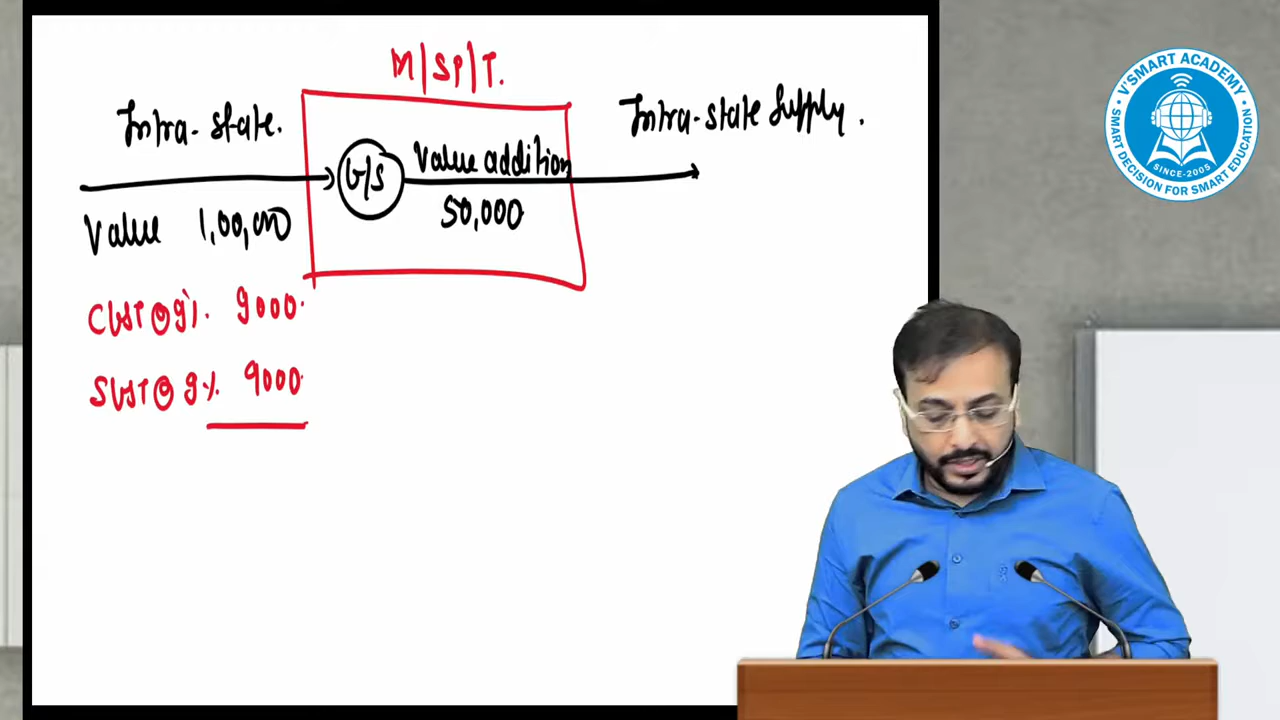 M/SP/T.
Intra-state.
Intra-state Supply.
G/S
Value addition
50,000
Value 1,00,000
CGST@9%. 9000.
SGST@9%. 9000.
V'SMART ACADEMY
SINCE-2005
SMART DECISION FOR SMART EDUCATION